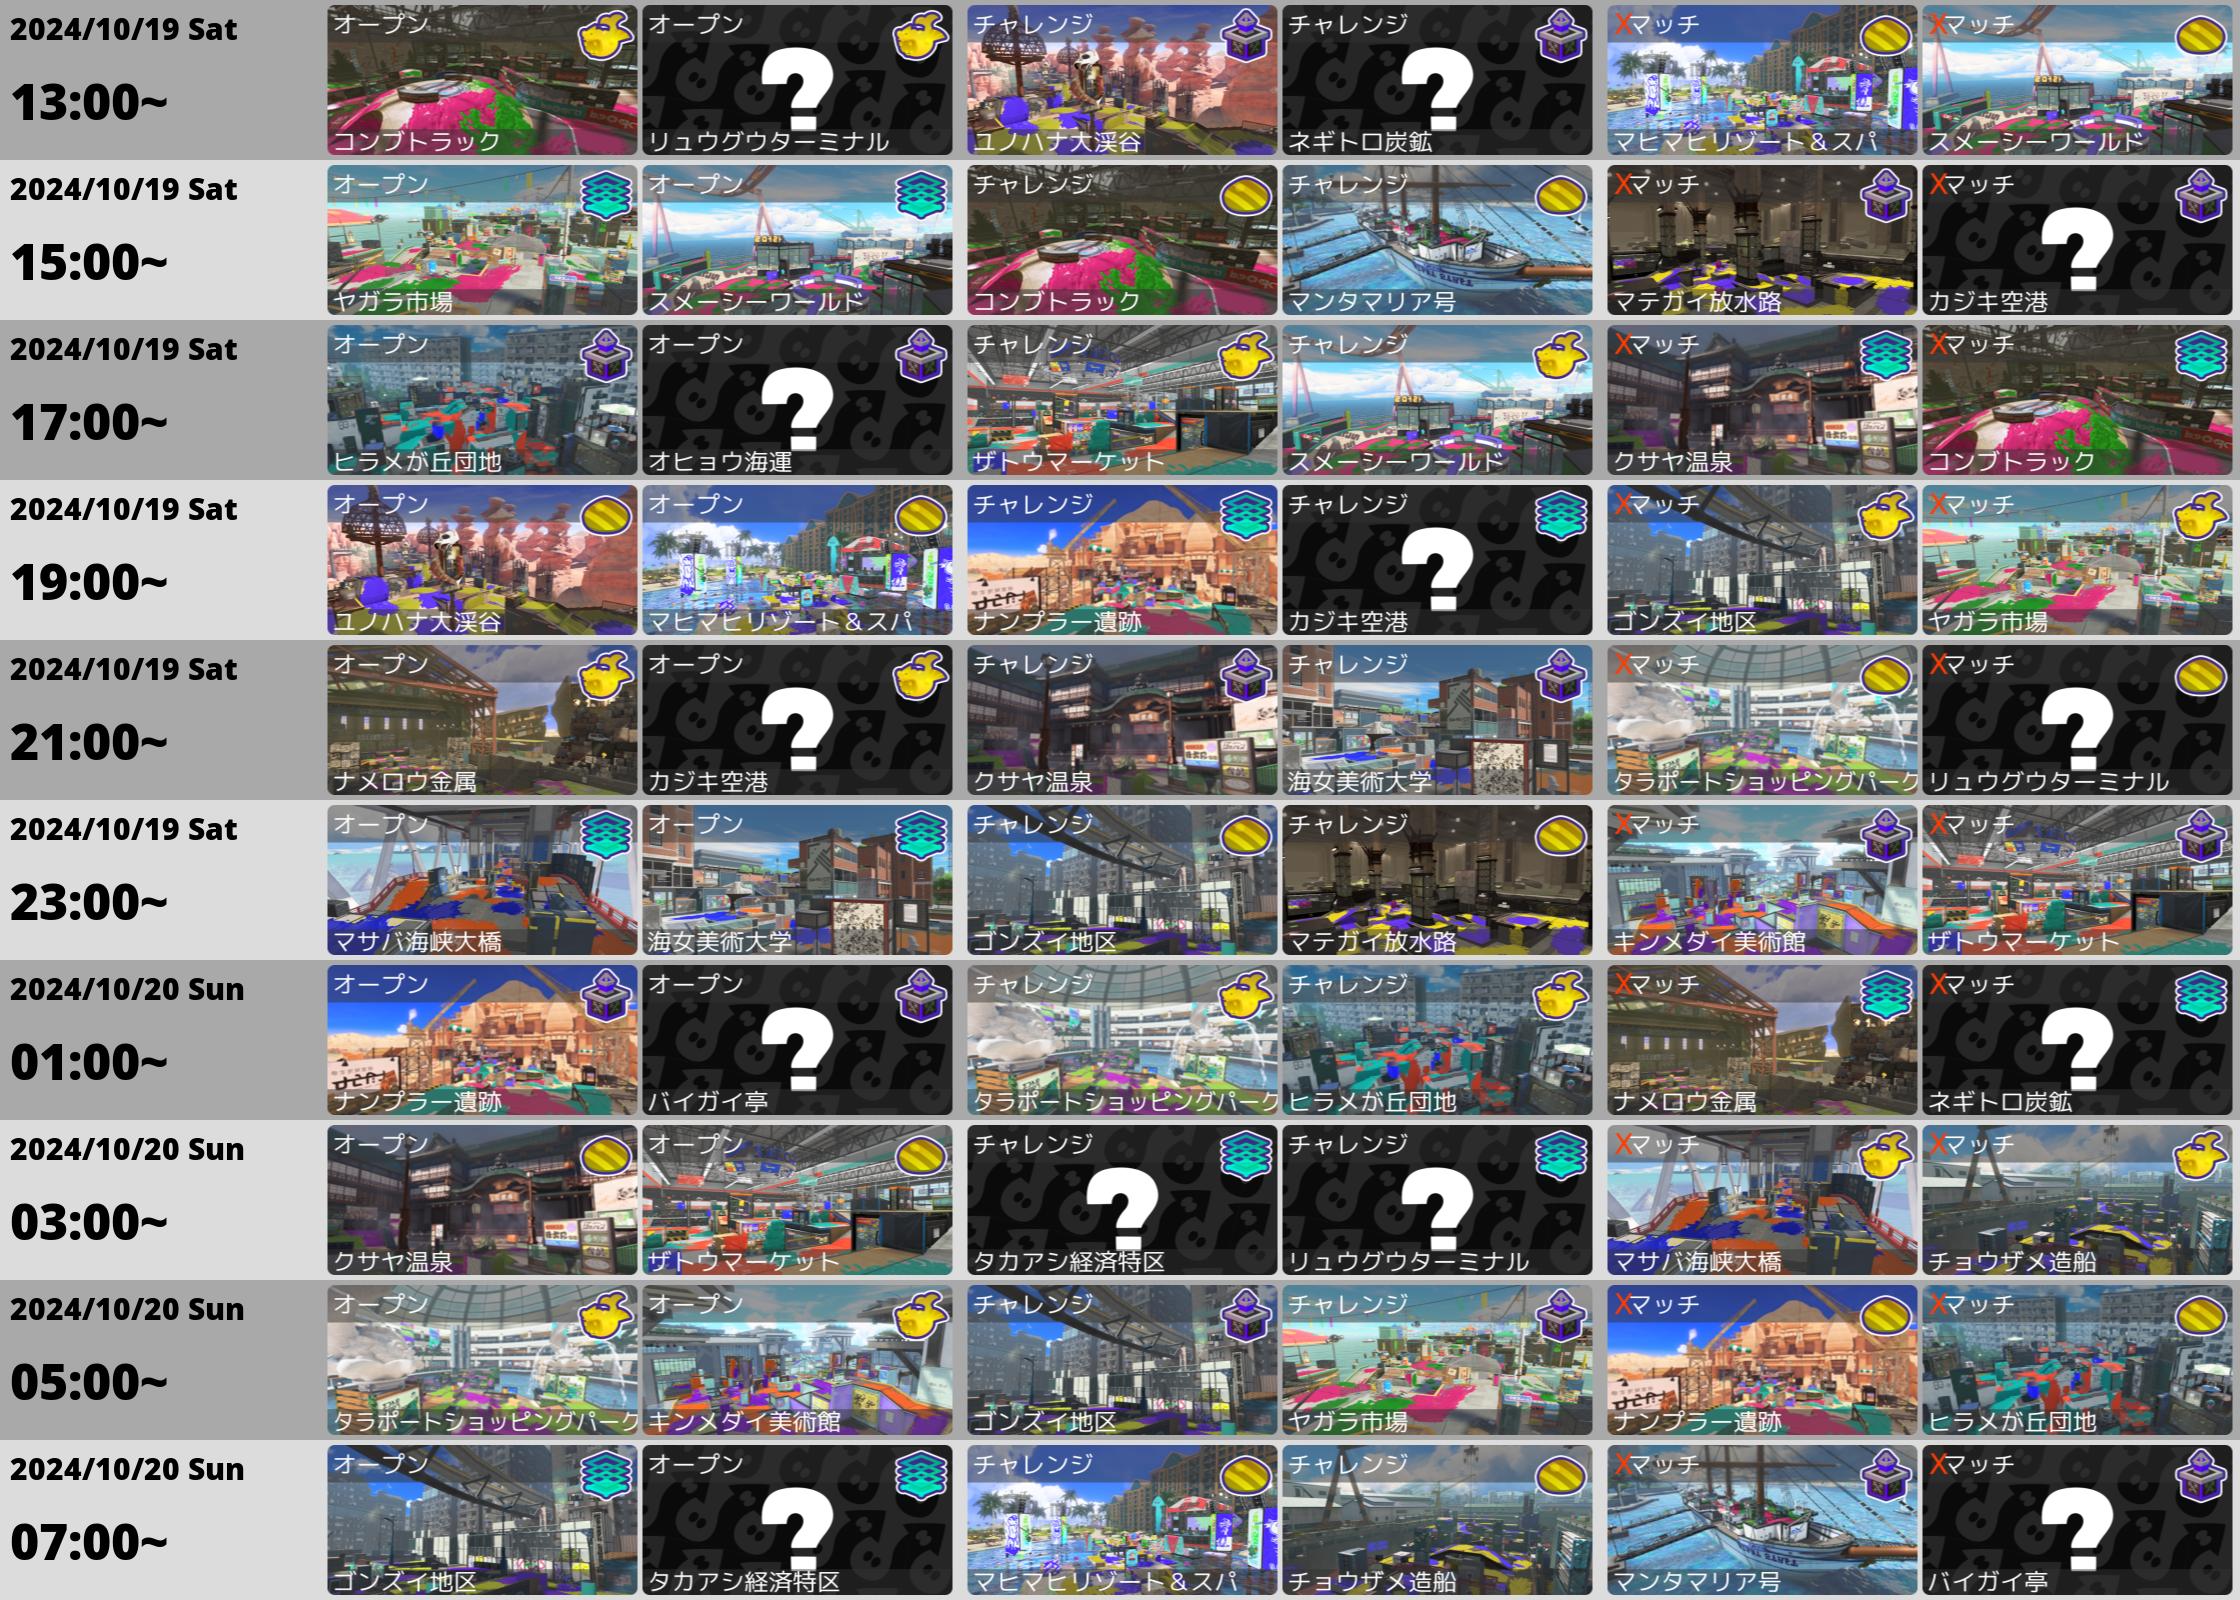 2024/10/19 Sat
13:00~
オープン
コンブトラック
オープン
リュウグウターミナル
チャレンジ
ユノハナ大渓谷
チャレンジ
ネギトロ炭鉱
Xマッチ
マヒマヒリゾート＆スパ
Xマッチ
スメーシーワールド
2024/10/19 Sat
15:00~
オープン
ヤガラ市場
オープン
スメーシーワールド
チャレンジ
コンブトラック
チャレンジ
マンタマリア号
Xマッチ
マテガイ放水路
Xマッチ
カジキ空港
2024/10/19 Sat
17:00~
オープン
ヒラメが丘団地
オープン
オヒョウ海運
チャレンジ
ザトウマーケット
チャレンジ
スメーシーワールド
Xマッチ
クサヤ温泉
Xマッチ
コンブトラック
2024/10/19 Sat
19:00~
オープン
ユノハナ大渓谷
オープン
マヒマヒリゾート＆スパ
チャレンジ
ナンプラー遺跡
チャレンジ
カジキ空港
Xマッチ
ゴンズイ地区
Xマッチ
ヤガラ市場
2024/10/19 Sat
21:00~
オープン
ナメロウ金属
オープン
カジキ空港
チャレンジ
クサヤ温泉
チャレンジ
海女美術大学
Xマッチ
タラポートショッピングパーク
Xマッチ
リュウグウターミナル
2024/10/19 Sat
23:00~
オープン
マサバ海峡大橋
オープン
海女美術大学
チャレンジ
ゴンズイ地区
チャレンジ
マテガイ放水路
Xマッチ
キンメダイ美術館
Xマッチ
ザトウマーケット
2024/10/20 Sun
01:00~
オープン
ナンプラー遺跡
オープン
バイガイ亭
チャレンジ
タラポートショッピングパーク
チャレンジ
ヒラメが丘団地
Xマッチ
ナメロウ金属
Xマッチ
ネギトロ炭鉱
2024/10/20 Sun
03:00~
オープン
クサヤ温泉
オープン
ザトウマーケット
チャレンジ
タカアシ経済特区
チャレンジ
リュウグウターミナル
Xマッチ
マサバ海峡大橋
Xマッチ
チョウザメ造船
2024/10/20 Sun
05:00~
オープン
タラポートショッピングパーク
オープン
キンメダイ美術館
チャレンジ
ゴンズイ地区
チャレンジ
ヤガラ市場
Xマッチ
ナンプラー遺跡
Xマッチ
ヒラメが丘団地
2024/10/20 Sun
07:00~
オープン
ゴンズイ地区
オープン
タカアシ経済特区
チャレンジ
マヒマヒリゾート＆スパ
チャレンジ
チョウザメ造船
Xマッチ
マンタマリア号
Xマッチ
バイガイ亭